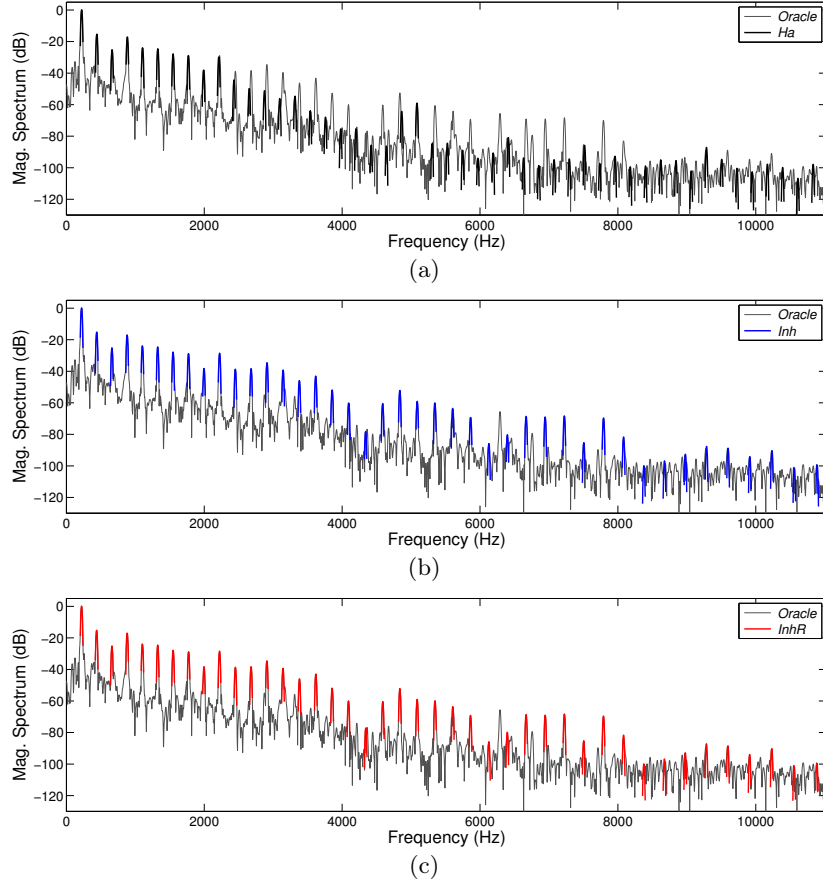 0
−20
−40
−60
−80
−100
−120
Mag. Spectrum (dB)
Oracle
Ha
0 2000 4000 6000 8000 10000
Frequency (Hz)
(a)
0
−20
−40
−60
−80
−100
−120
Mag. Spectrum (dB)
Oracle
Inh
0 2000 4000 6000 8000 10000
Frequency (Hz)
(b)
0
−20
−40
−60
−80
−100
−120
Mag. Spectrum (dB)
Oracle
InhR
0 2000 4000 6000 8000 10000
Frequency (Hz)
(c)